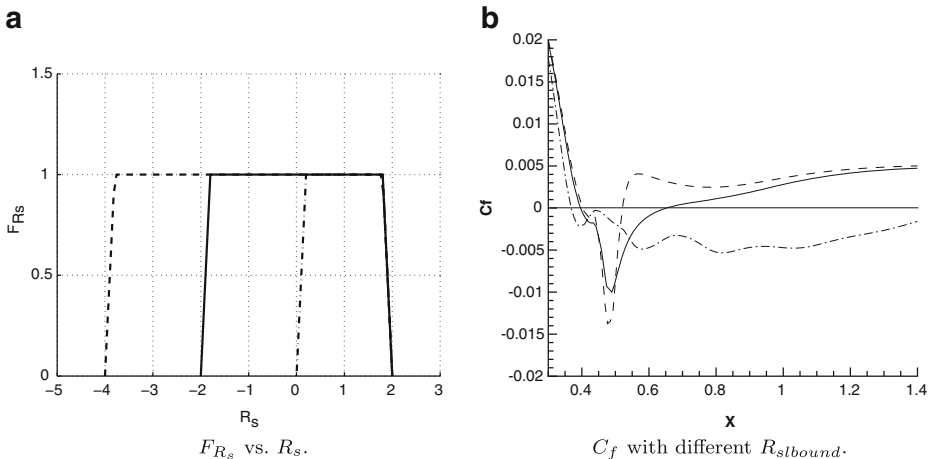 a
1.5
1
0.5
0
−5 −4 −3 −2 −1 0 1 2 3
F_Rs
R_s
F_{R_s} vs. R_s.
b
0.02
0.015
0.01
0.005
0
-0.005
-0.01
-0.015
-0.02
0.4 0.6 0.8 1 1.2 1.4
Cf
X
C_f with different R_{slbound}.